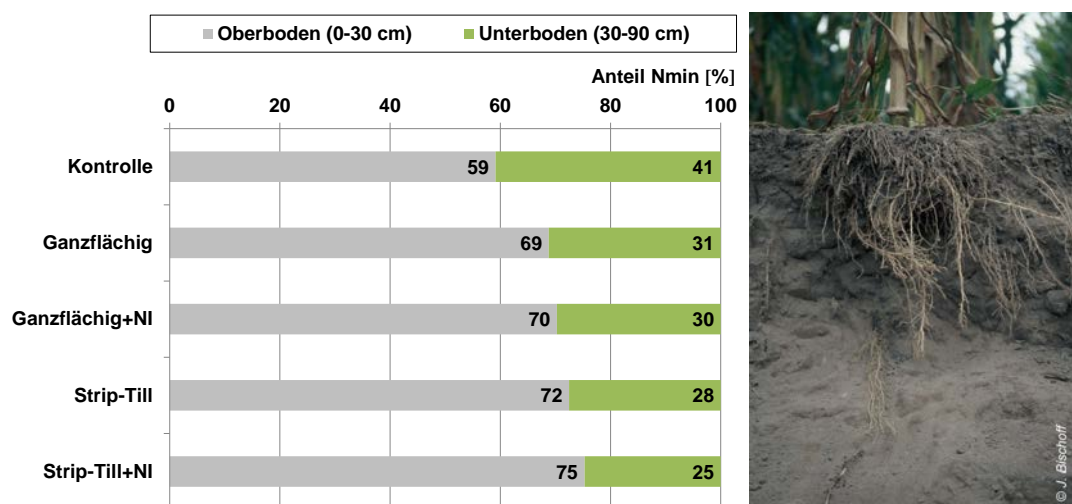 Oberboden (0-30 cm) Unterboden (30-90 cm)
Anteil Nmin [%]
0 20 40 60 80 100
Kontrolle 59 41
Ganzflächig 69 31
Ganzflächig+NI 70 30
Strip-Till 72 28
Strip-Till+NI 75 25
© J. Bischoff